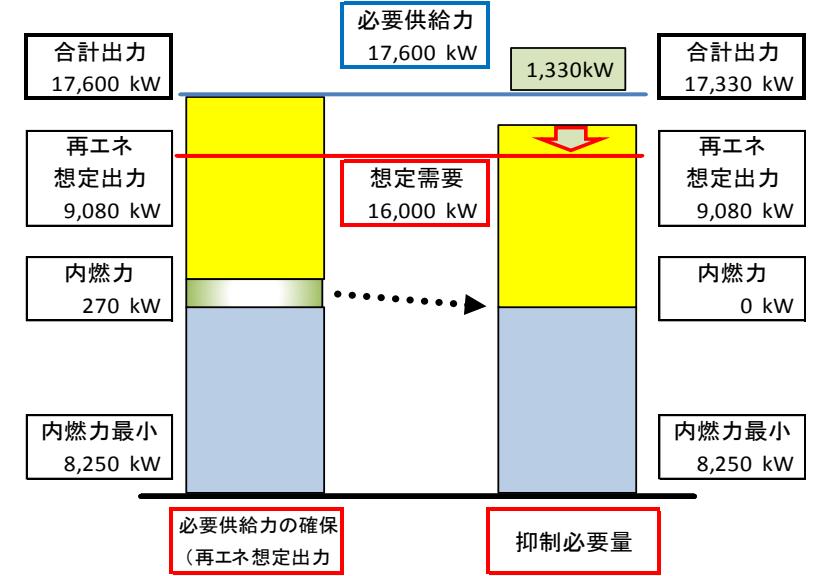 必要供給力
17,600 kW
合計出力
17,600 kW
1,330kW
合計出力
17,330 kW
再エネ
想定出力
9,080 kW
想定需要
16,000 kW
再エネ
想定出力
9,080 kW
内燃力
270 kW
内燃力
0 kW
内燃力最小
8,250 kW
内燃力最小
8,250 kW
必要供給力の確保
（再エネ想定出力
抑制必要量